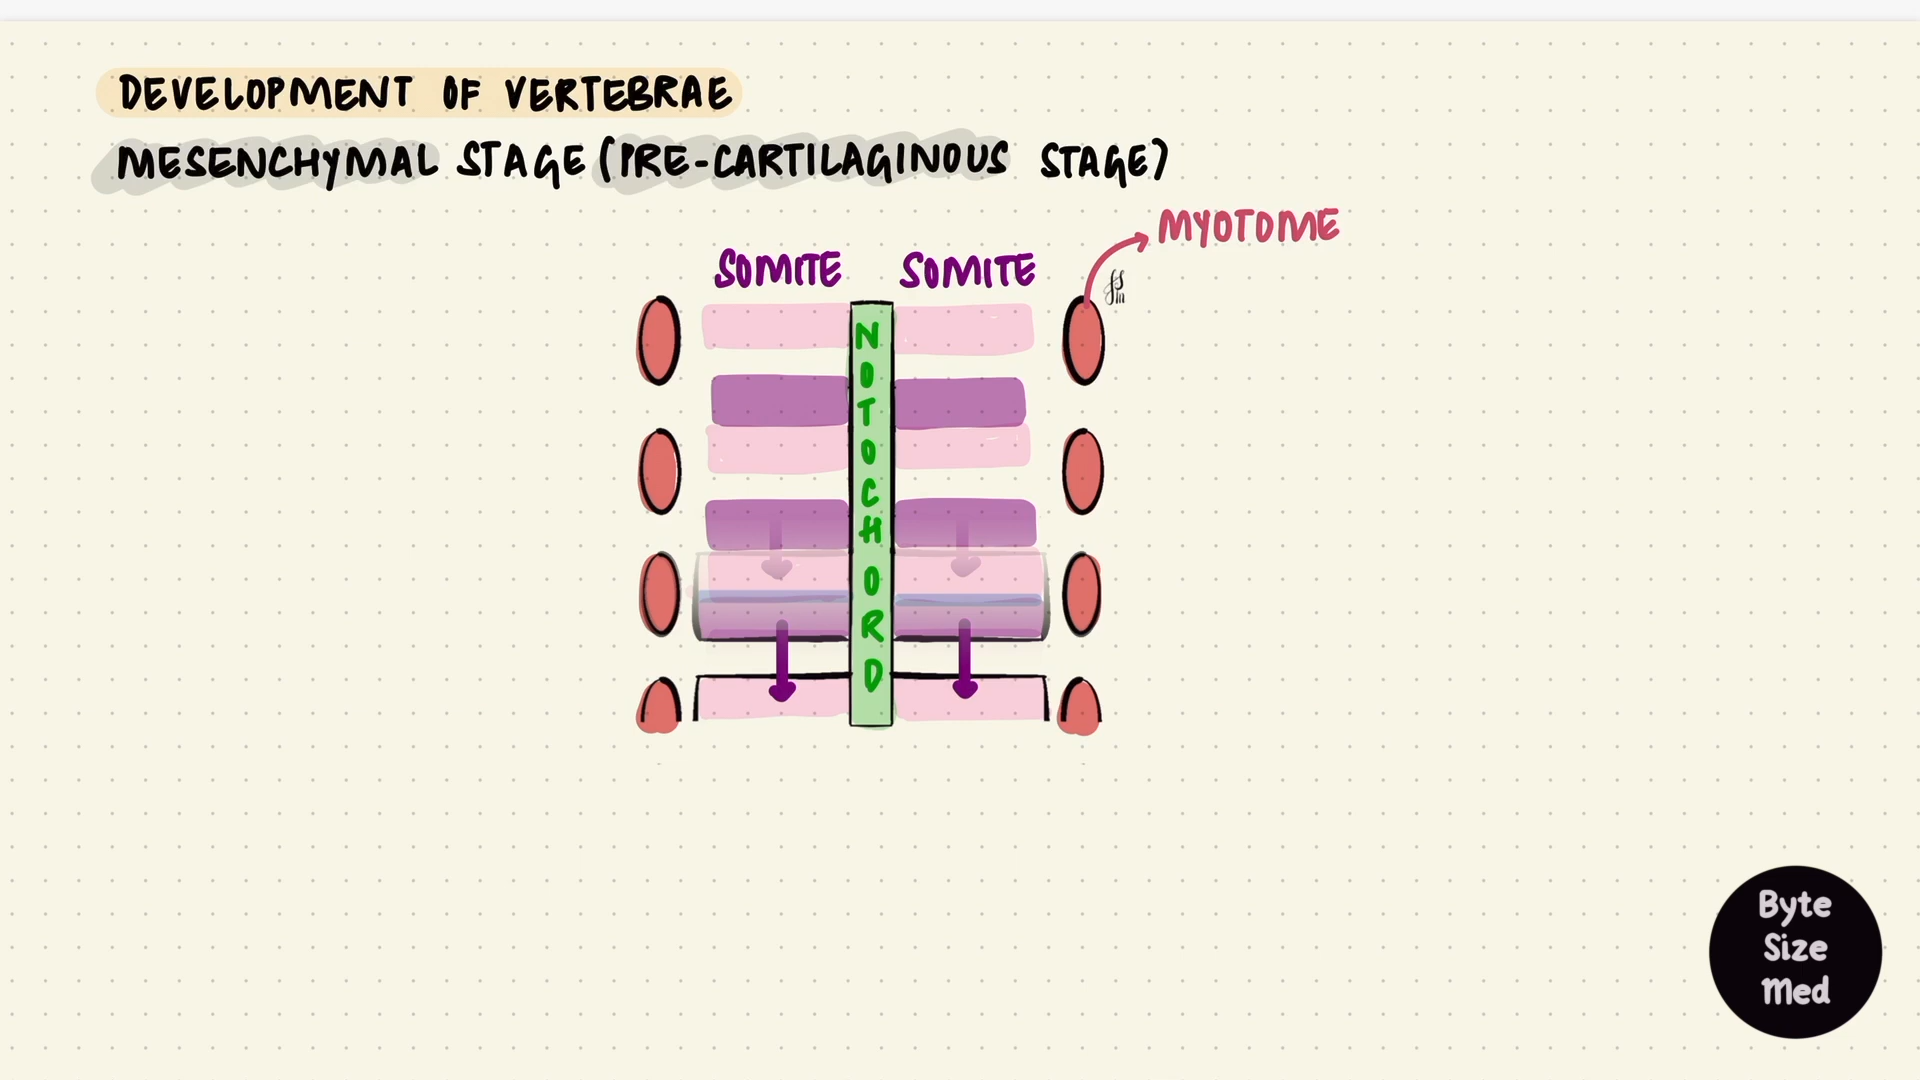 DEVELOPMENT OF VERTEBRAE
MESENCHYMAL STAGE (PRE-CARTILAGINOUS STAGE)
MYOTOME
SOMITE SOMITE
NOTOCHORD
Byte
Size
Med